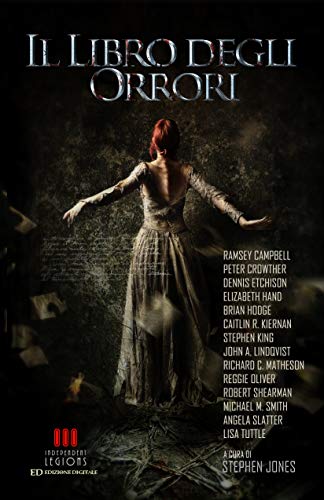 IL LIBRO DEGLI
ORRORI
RAMSEY CAMPBELL
PETER CROWTHER
DENNIS ETCHISON
ELIZABETH HAND
BRIAN HODGE
CAITLIN R. KIERNAN
STEPHEN KING
JOHN A. LINDQVIST
RICHARD C. MATHESON
REGGIE OLIVER
ROBERT SHEARMAN
MICHAEL M. SMITH
ANGELA SLATTER
LISA TUTTLE
A CURA DI
STEPHEN JONES
INDEPENDENT
LEGIONS
ED EDIZIONE DIGITALE